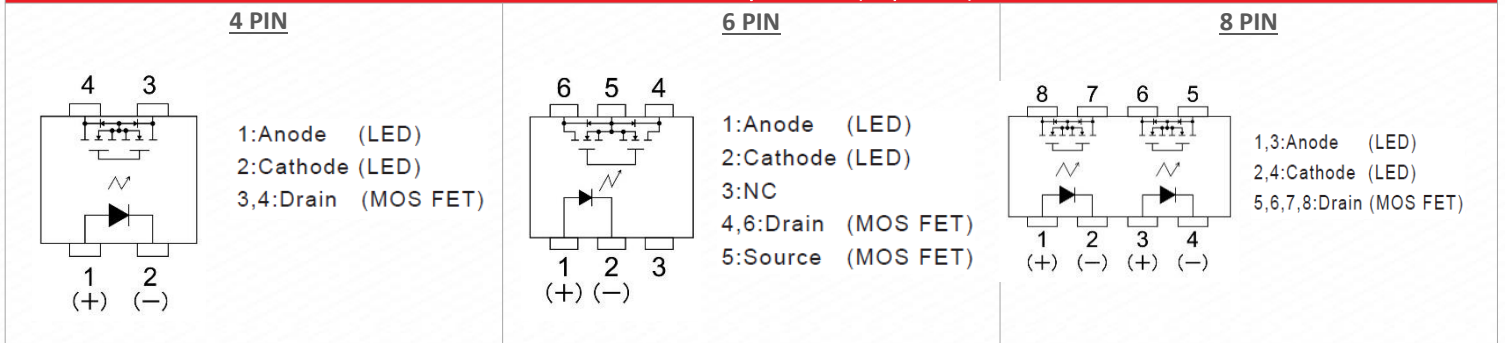 4 PIN
4 3
1 2
(+) (−)
1:Anode (LED)
2:Cathode (LED)
3,4:Drain (MOS FET)
6 PIN
6 5 4
1 2 3
(+) (−)
1:Anode (LED)
2:Cathode (LED)
3:NC
4,6:Drain (MOS FET)
5:Source (MOS FET)
8 PIN
8 7 6 5
1 2 3 4
(+) (−) (+) (−)
1,3:Anode (LED)
2,4:Cathode (LED)
5,6,7,8:Drain (MOS FET)